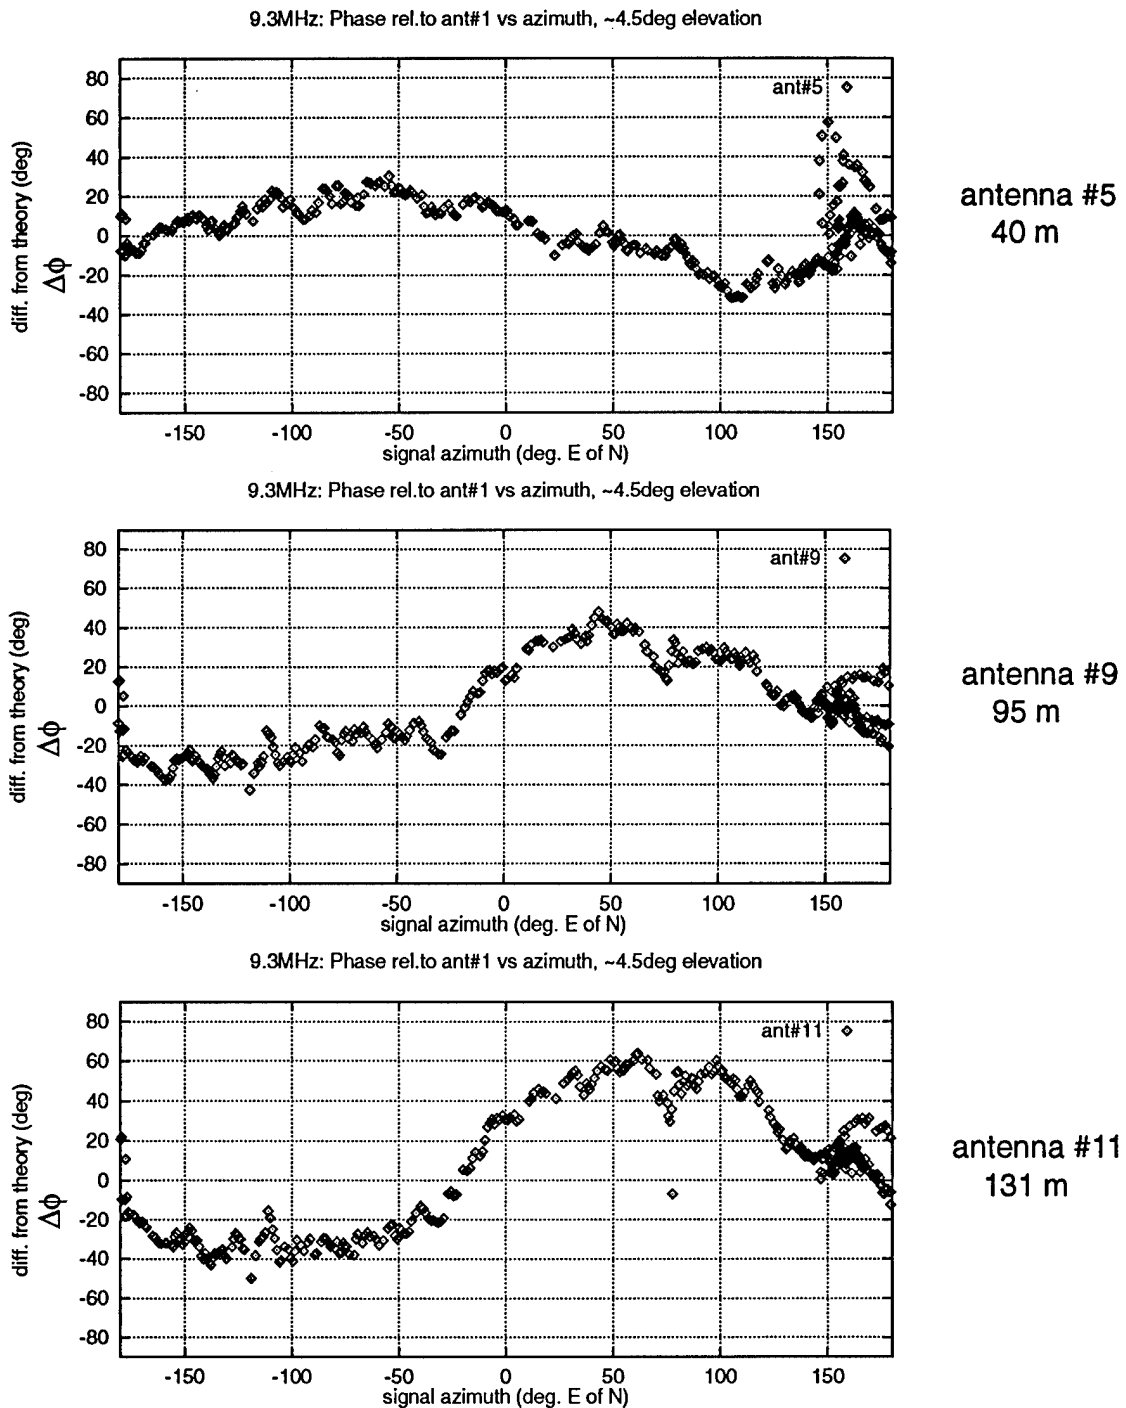 9.3MHz: Phase rel.to ant#1 vs azimuth, ~4.5deg elevation
80
60
40
20
0
-20
-40
-60
-80
diff. from theory (deg)
Δϕ
ant#5
-150 -100 -50 0 50 100 150
signal azimuth (deg. E of N)
antenna #5
40 m
9.3MHz: Phase rel.to ant#1 vs azimuth, ~4.5deg elevation
80
60
40
20
0
-20
-40
-60
-80
diff. from theory (deg)
Δϕ
ant#9
-150 -100 -50 0 50 100 150
signal azimuth (deg. E of N)
antenna #9
95 m
9.3MHz: Phase rel.to ant#1 vs azimuth, ~4.5deg elevation
80
60
40
20
0
-20
-40
-60
-80
diff. from theory (deg)
Δϕ
ant#11
-150 -100 -50 0 50 100 150
signal azimuth (deg. E of N)
antenna #11
131 m